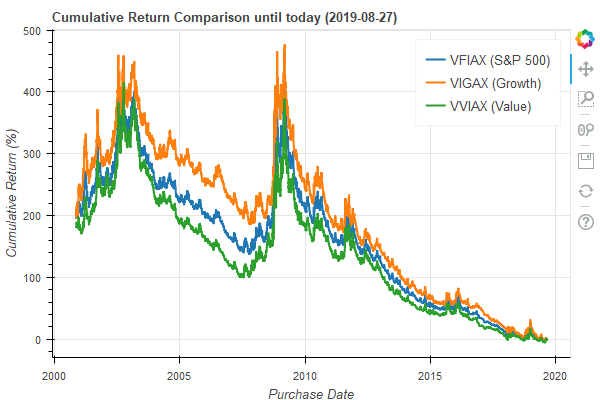 Cumulative Return Comparison until today (2019-08-27)
500
400
300
200
100
0
Cumulative Return (%)
VFIAX (S&P 500)
VIGAX (Growth)
VVIAX (Value)
2000
2005
2010
2015
2020
Purchase Date